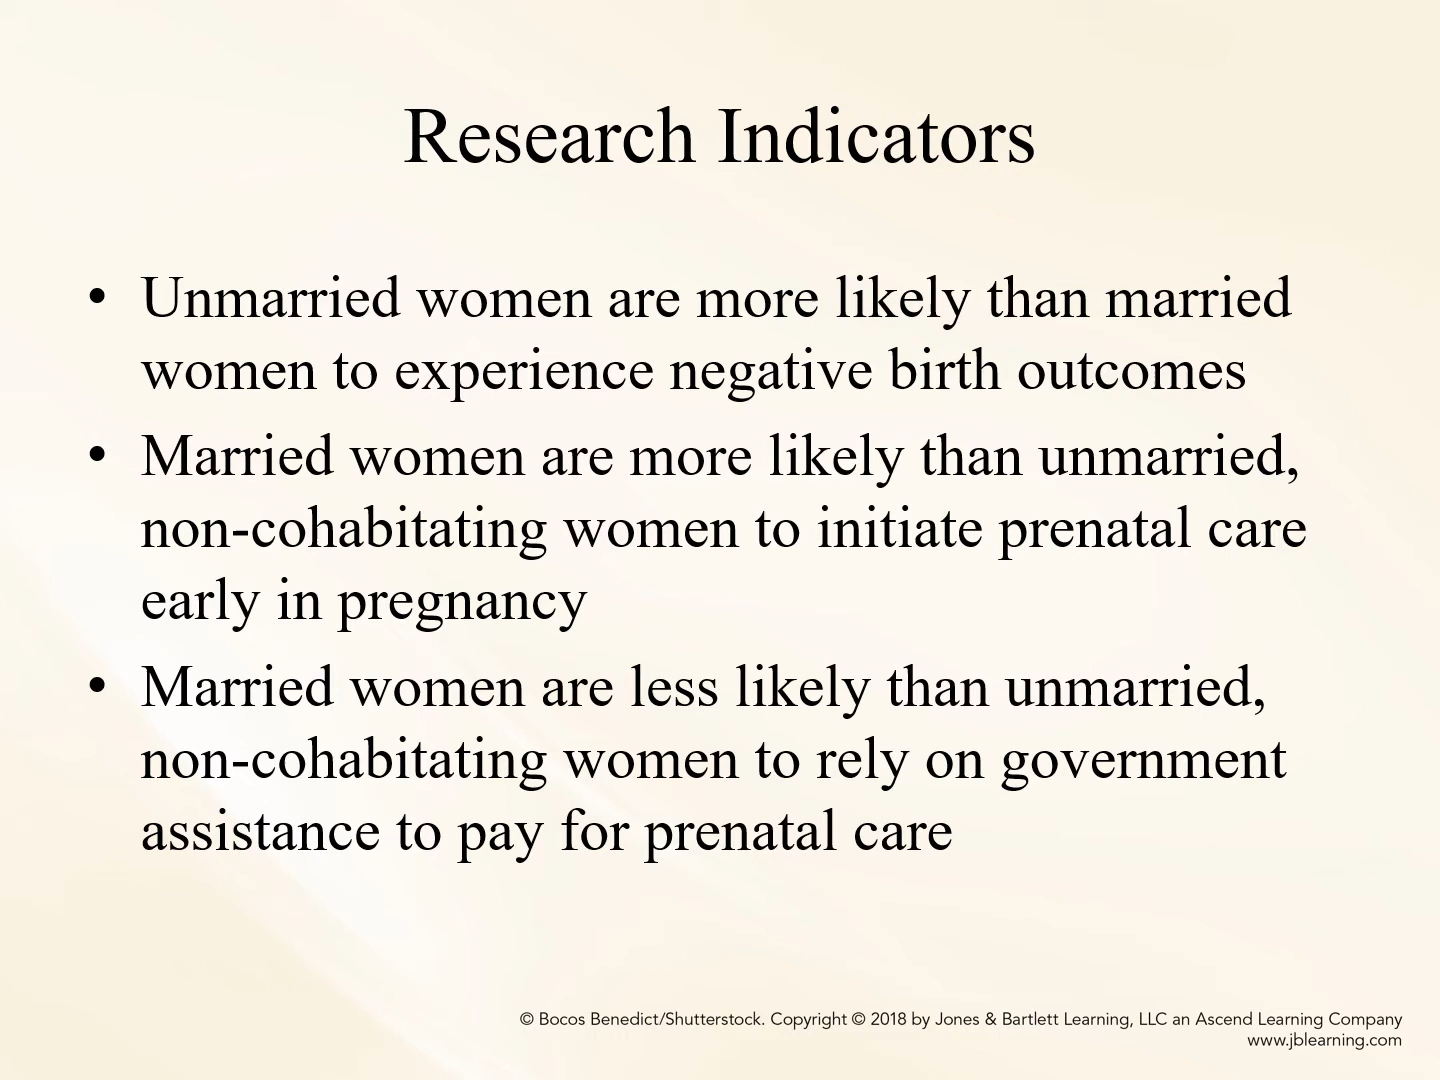 Research Indicators
• Unmarried women are more likely than married
women to experience negative birth outcomes
• Married women are more likely than unmarried,
non-cohabitating women to initiate prenatal care
early in pregnancy
• Married women are less likely than unmarried,
non-cohabitating women to rely on government
assistance to pay for prenatal care
© Bocos Benedict/Shutterstock. Copyright © 2018 by Jones & Bartlett Learning, LLC an Ascend Learning Company
www.jblearning.com